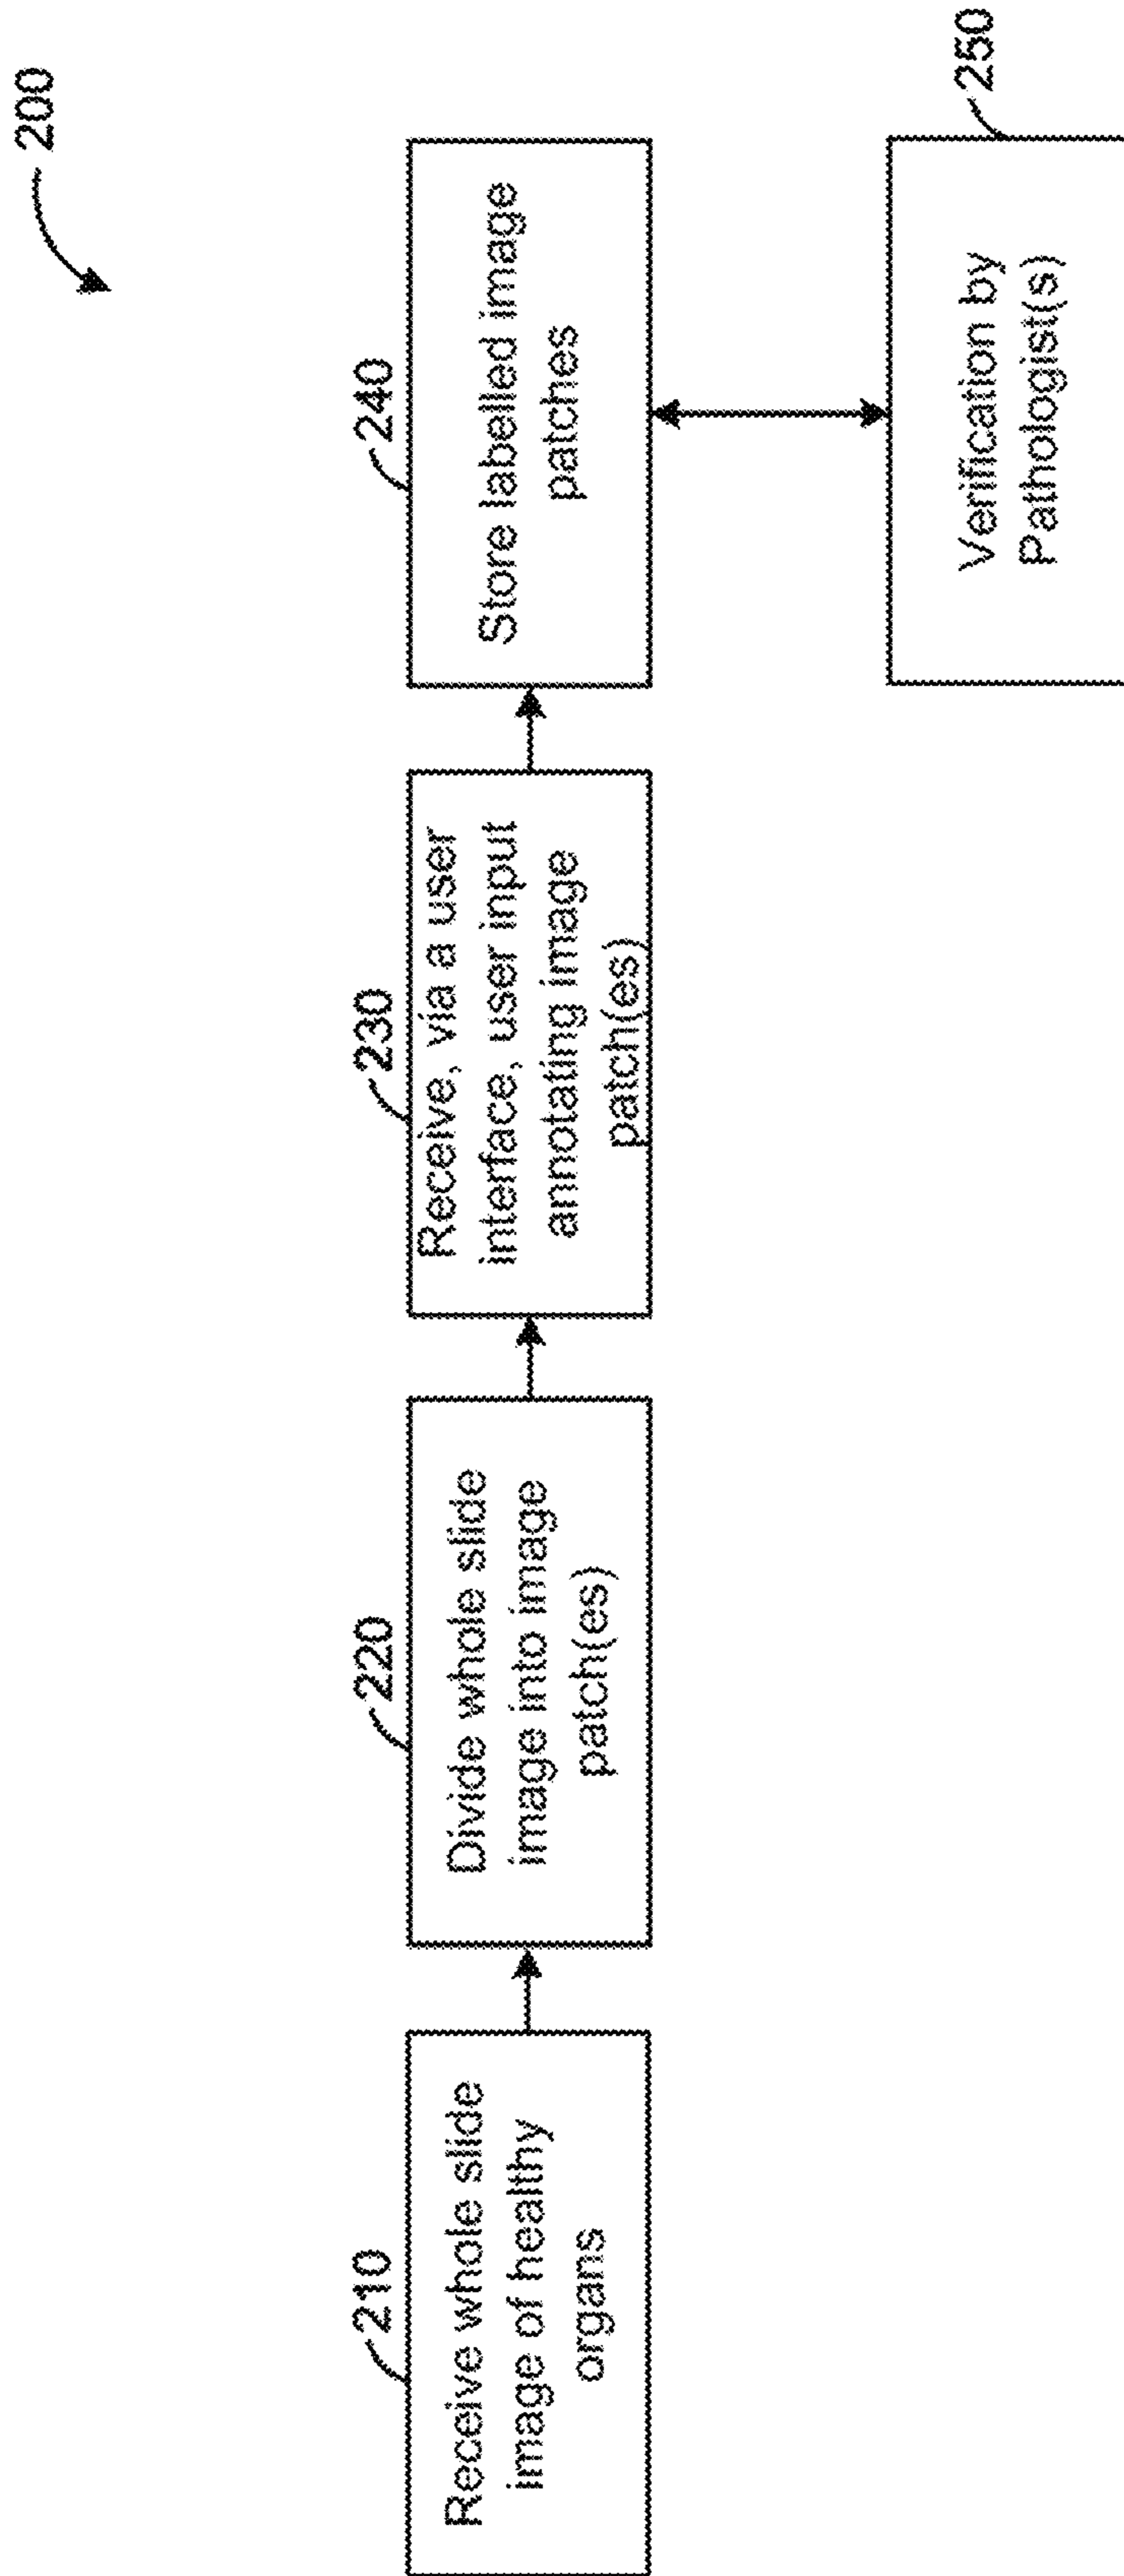 200
210
Receive whole slide
image of healthy
organs
220
Divide whole slide
image into image
patch(es)
230
Receive, via a user
interface, user input
annotating image
patch(es)
240
Store labelled image
patches
250
Verification by
Pathologist(s)